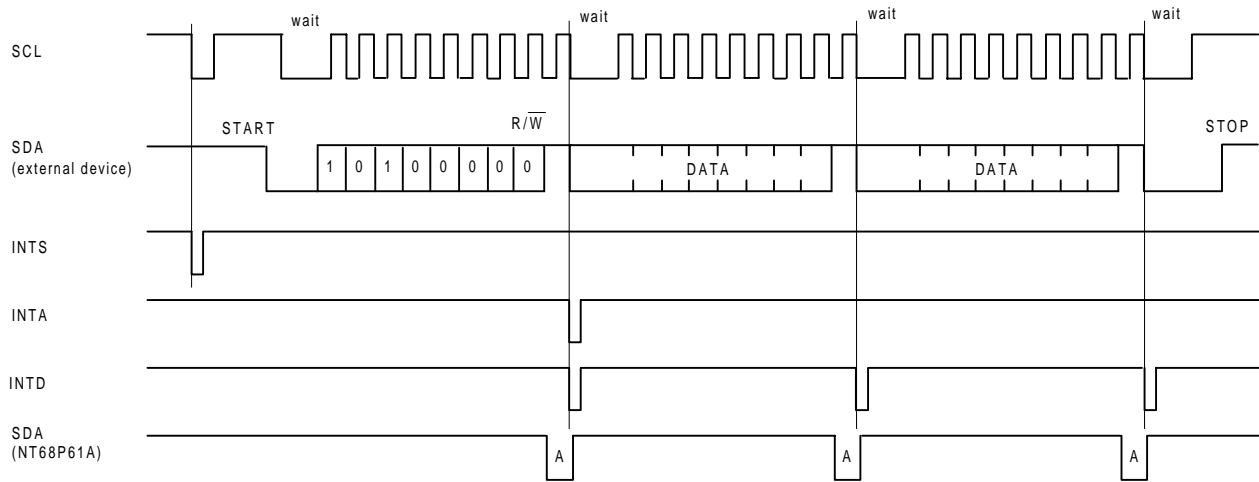 wait wait wait wait
SCL
START R/W STOP
SDA
(external device)
1 0 1 0 0 0 0 0 DATA DATA
INTS
INTA
INTD
SDA
(NT68P61A)
A A A